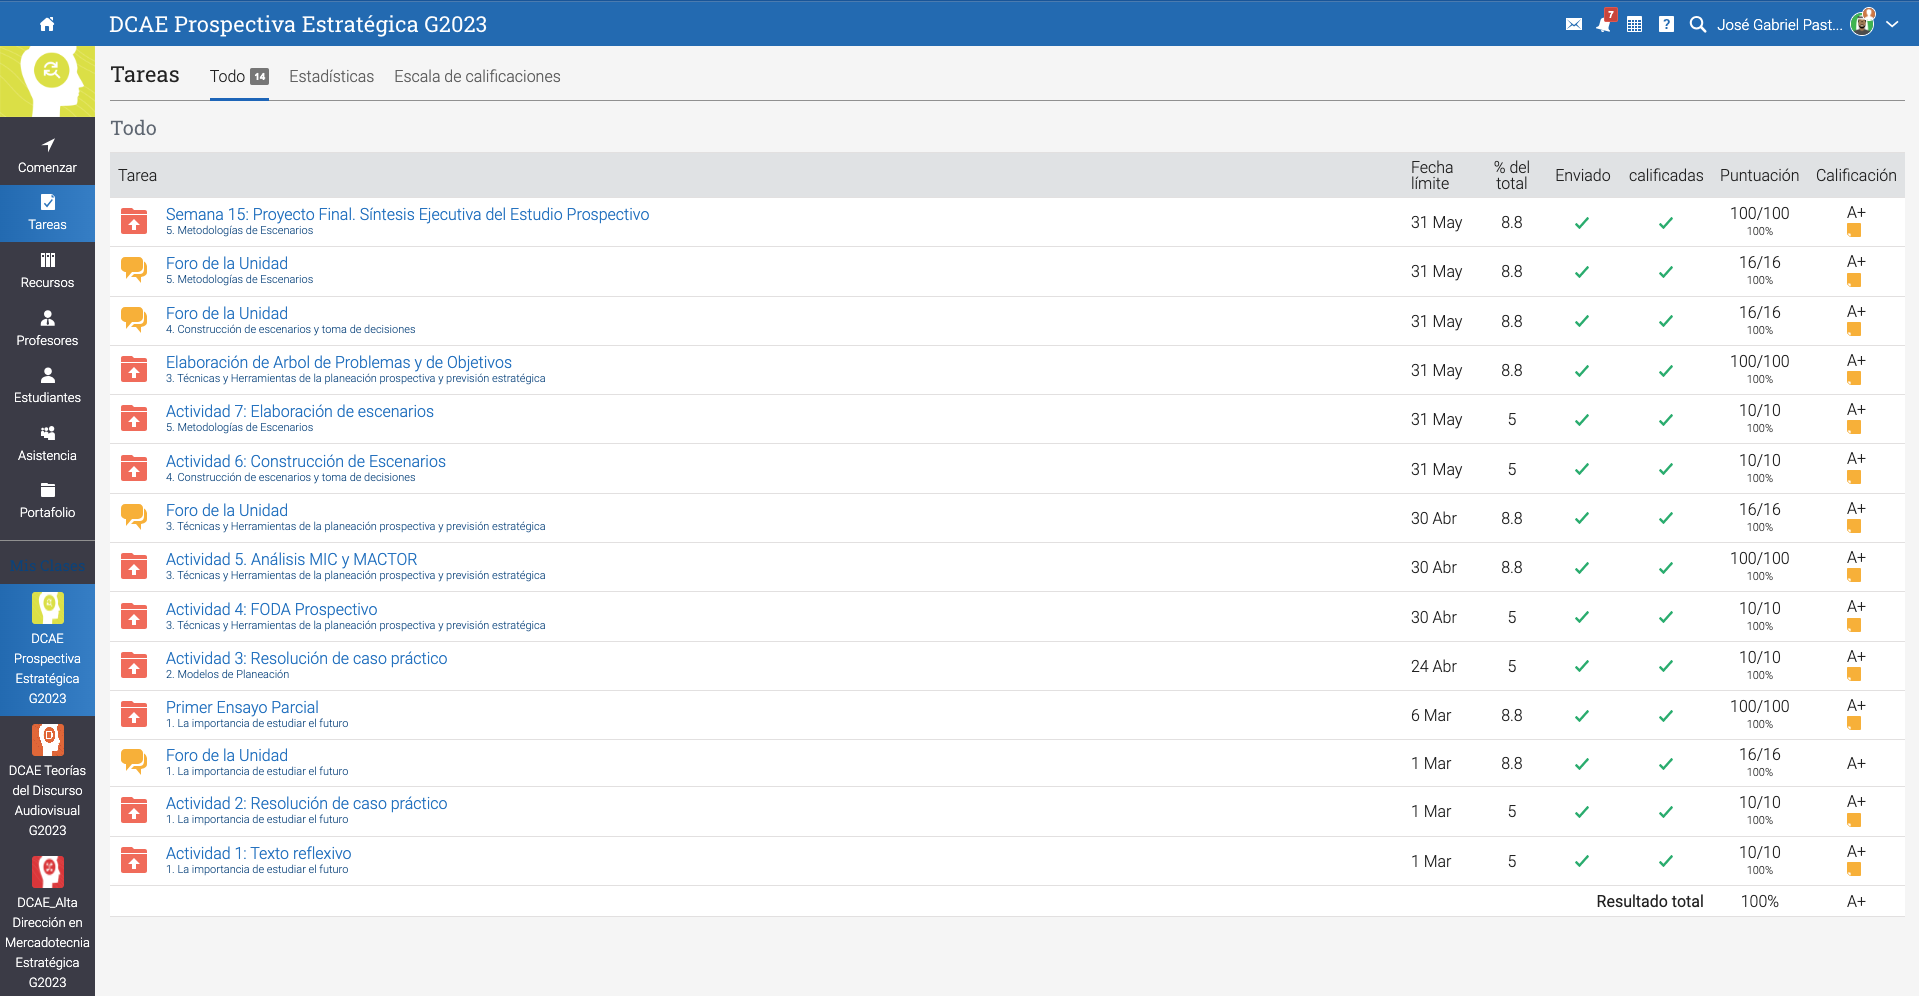 DCAE Prospectiva Estratégica G2023
7
?
José Gabriel Past...
Comenzar
Tareas
Recursos
Profesores
Estudiantes
Asistencia
Portafolio
Mis Clases
DCAE
Prospectiva
Estratégica
G2023
DCAE Teorías
del Discurso
Audiovisual
G2023
DCAE_Alta
Dirección en
Mercadotecnia
Estratégica
G2023
Tareas Todo 14 Estadísticas Escala de calificaciones
Todo
Tarea Fecha límite % del total Enviado calificadas Puntuación Calificación
Semana 15: Proyecto Final. Síntesis Ejecutiva del Estudio Prospectivo
5. Metodologías de Escenarios
31 May 8.8 100/100 A+
100%
Foro de la Unidad
5. Metodologías de Escenarios
31 May 8.8 16/16 A+
100%
Foro de la Unidad
4. Construcción de escenarios y toma de decisiones
31 May 8.8 16/16 A+
100%
Elaboración de Arbol de Problemas y de Objetivos
3. Técnicas y Herramientas de la planeación prospectiva y previsión estratégica
31 May 8.8 100/100 A+
100%
Actividad 7: Elaboración de escenarios
5. Metodologías de Escenarios
31 May 5 10/10 A+
100%
Actividad 6: Construcción de Escenarios
4. Construcción de escenarios y toma de decisiones
31 May 5 10/10 A+
100%
Foro de la Unidad
3. Técnicas y Herramientas de la planeación prospectiva y previsión estratégica
30 Abr 8.8 16/16 A+
100%
Actividad 5. Análisis MIC y MACTOR
3. Técnicas y Herramientas de la planeación prospectiva y previsión estratégica
30 Abr 8.8 100/100 A+
100%
Actividad 4: FODA Prospectivo
3. Técnicas y Herramientas de la planeación prospectiva y previsión estratégica
30 Abr 5 10/10 A+
100%
Actividad 3: Resolución de caso práctico
2. Modelos de Planeación
24 Abr 5 10/10 A+
100%
Primer Ensayo Parcial
1. La importancia de estudiar el futuro
6 Mar 8.8 100/100 A+
100%
Foro de la Unidad
1. La importancia de estudiar el futuro
1 Mar 8.8 16/16 A+
100%
Actividad 2: Resolución de caso práctico
1. La importancia de estudiar el futuro
1 Mar 5 10/10 A+
100%
Actividad 1: Texto reflexivo
1. La importancia de estudiar el futuro
1 Mar 5 10/10 A+
100%
Resultado total 100% A+